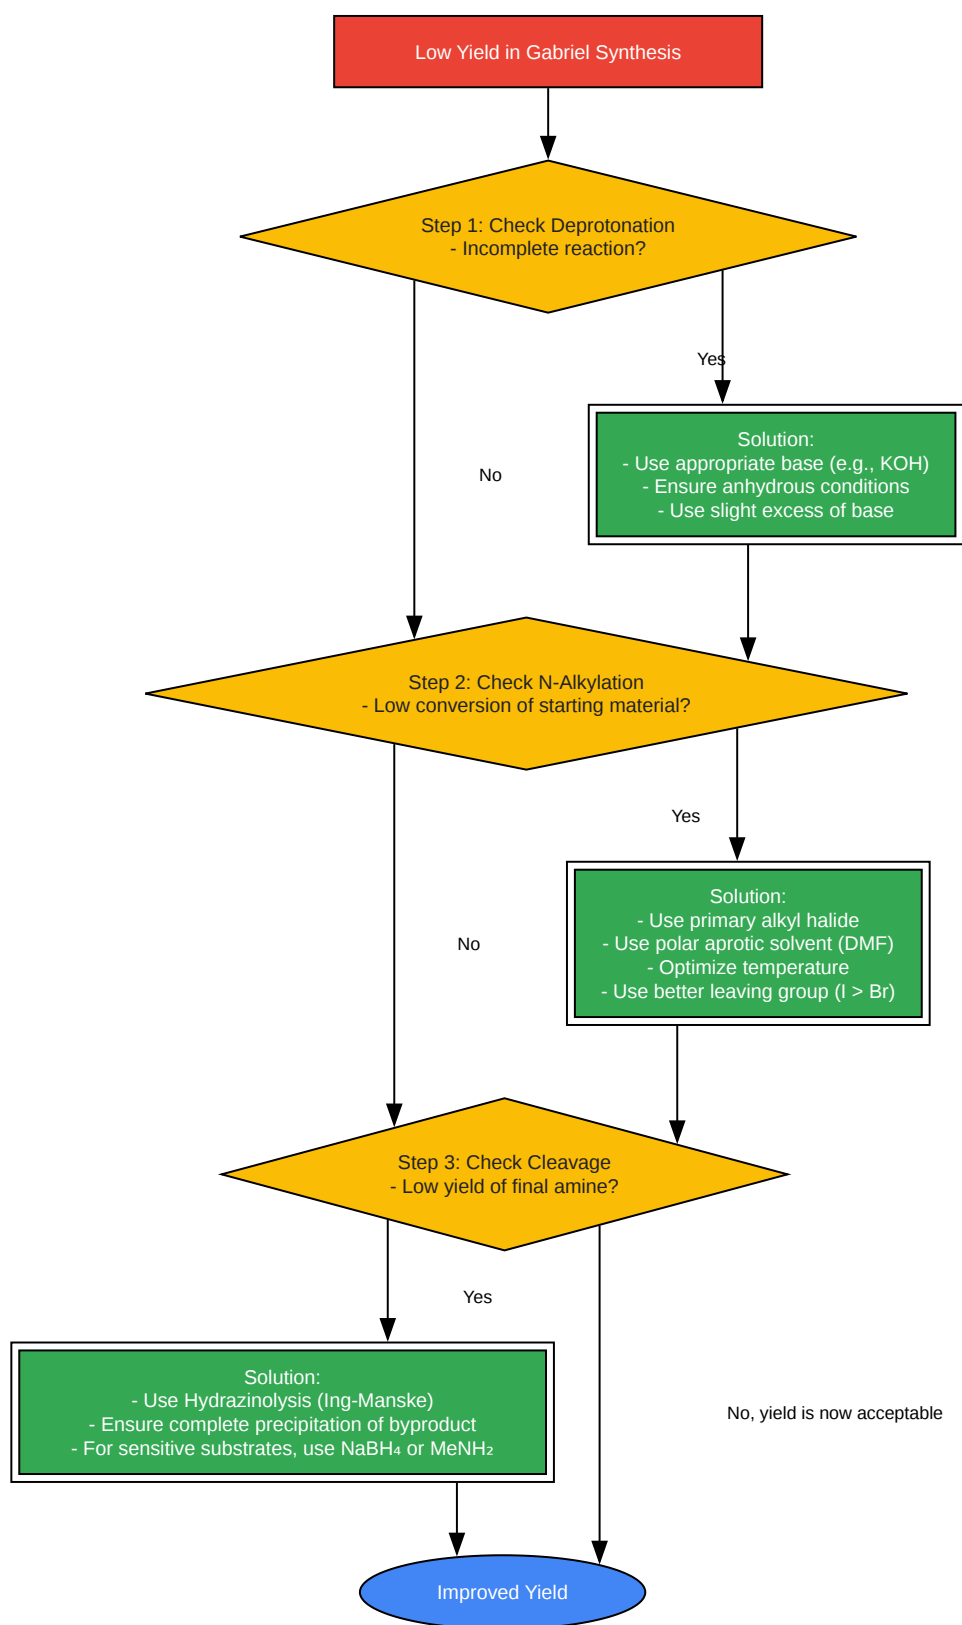 Low Yield in Gabriel Synthesis
Step 1: Check Deprotonation
- Incomplete reaction?
Yes
Solution:
- Use appropriate base (e.g., KOH)
- Ensure anhydrous conditions
- Use slight excess of base
No
Step 2: Check N-Alkylation
- Low conversion of starting material?
Yes
Solution:
- Use primary alkyl halide
- Use polar aprotic solvent (DMF)
- Optimize temperature
- Use better leaving group (I > Br)
No
Step 3: Check Cleavage
- Low yield of final amine?
Yes
Solution:
- Use Hydrazinolysis (Ing-Manske)
- Ensure complete precipitation of byproduct
- For sensitive substrates, use NaBH₄ or MeNH₂
No, yield is now acceptable
Improved Yield